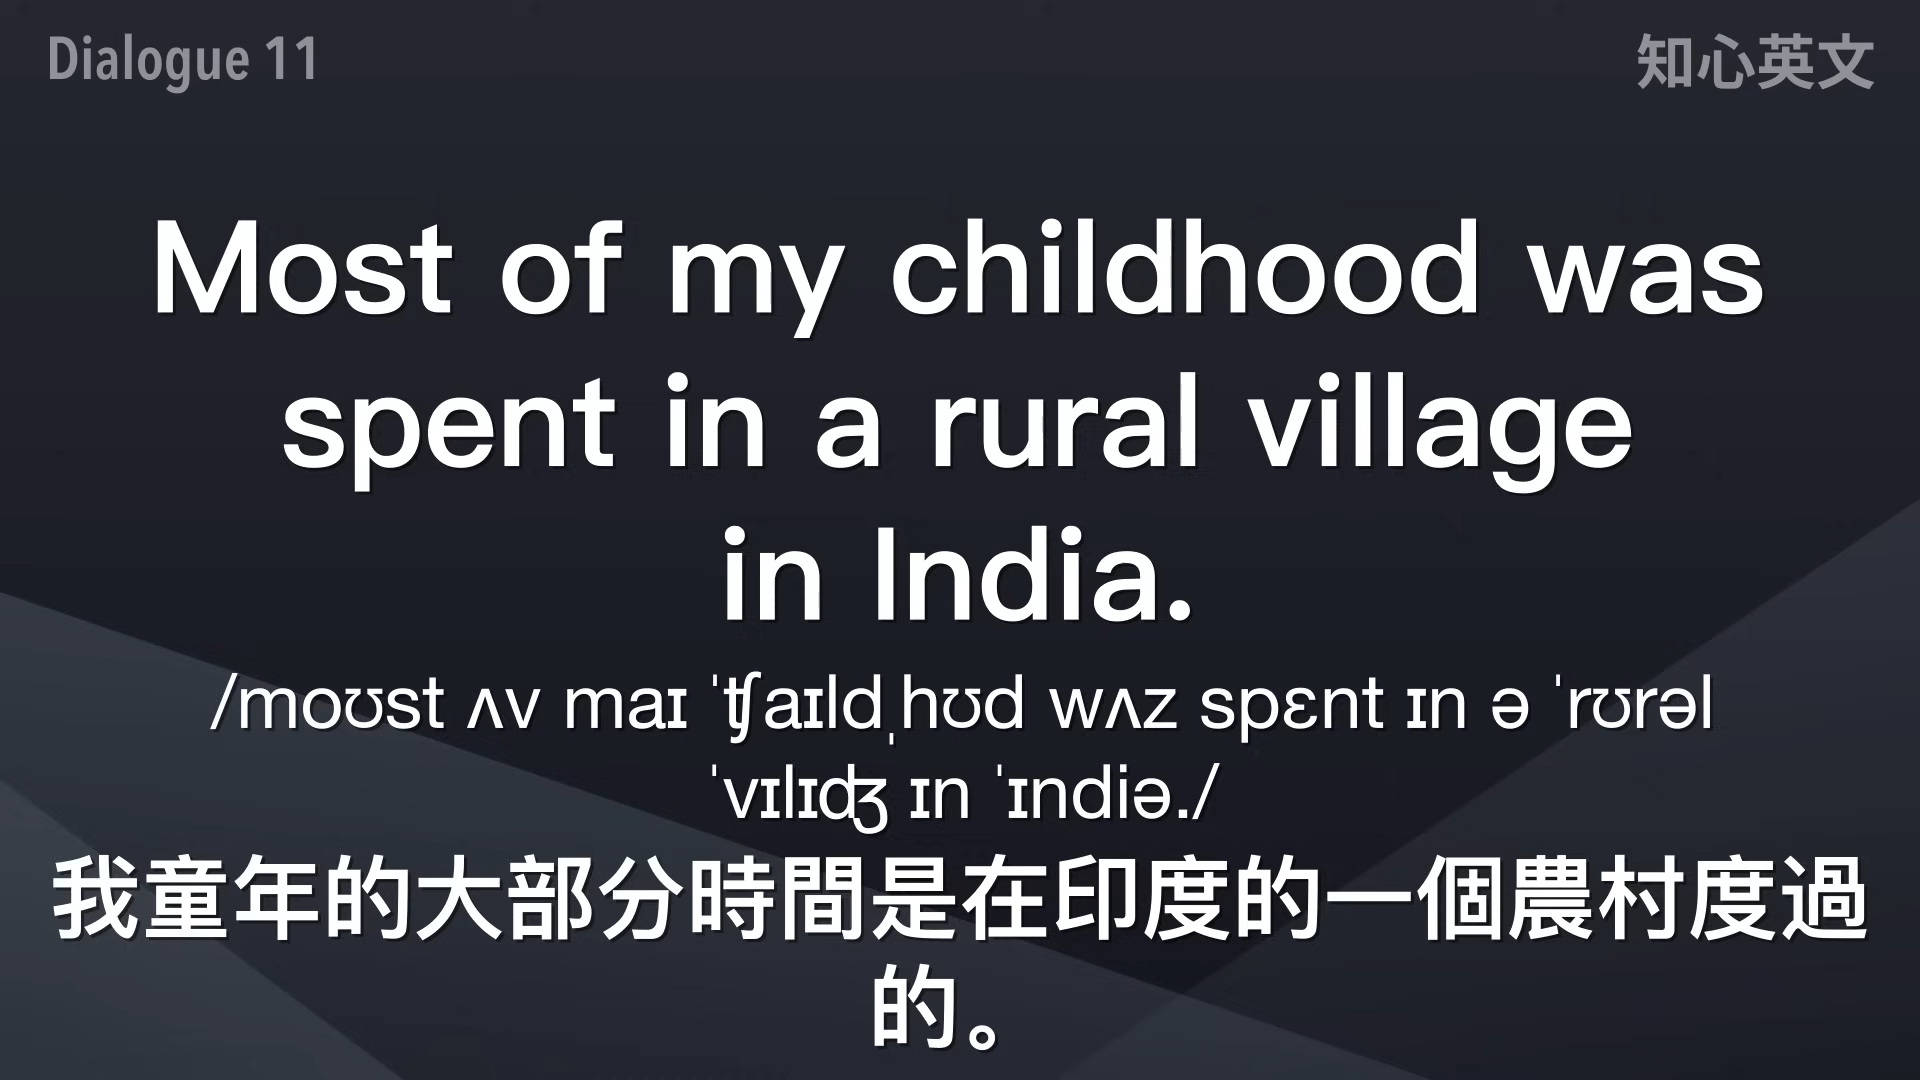 Dialogue 11
知心英文
Most of my childhood was
spent in a rural village
in India.
/moʊst ʌv maɪ ˈʧaɪldˌhʊd wʌz spɛnt ɪn ə ˈrʊrəl
ˈvɪlɪʤ ɪn ˈɪndiə./
我童年的大部分時間是在印度的一個農村度過
的。